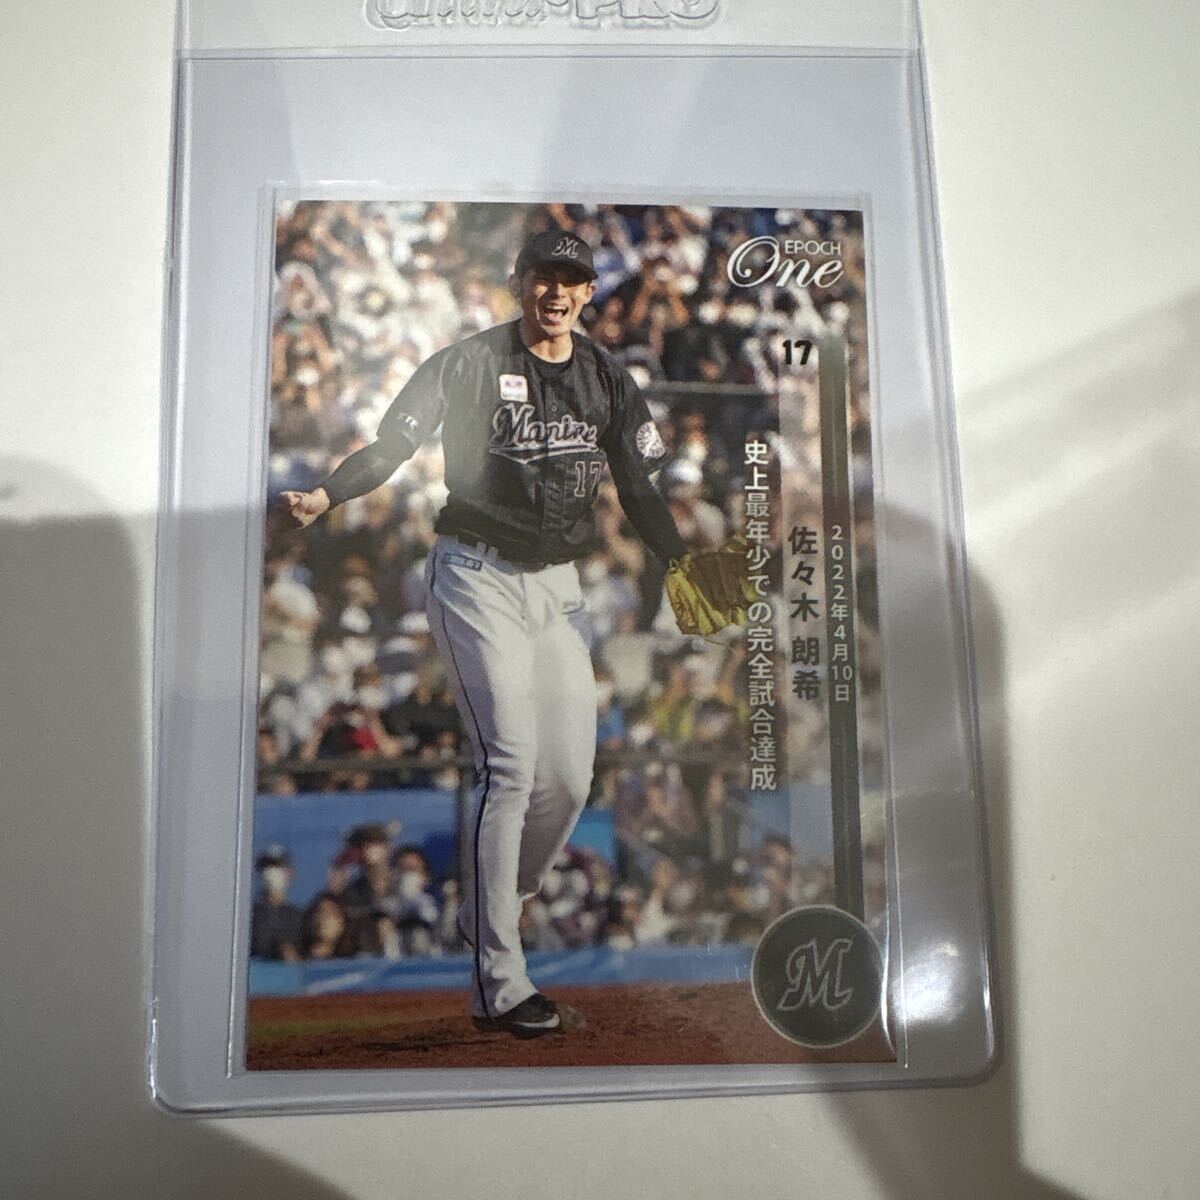 EPOCH
One
17
2022年4月10日
佐々木 朗希
史上最年少での完全試合達成
M
Marines
17
M